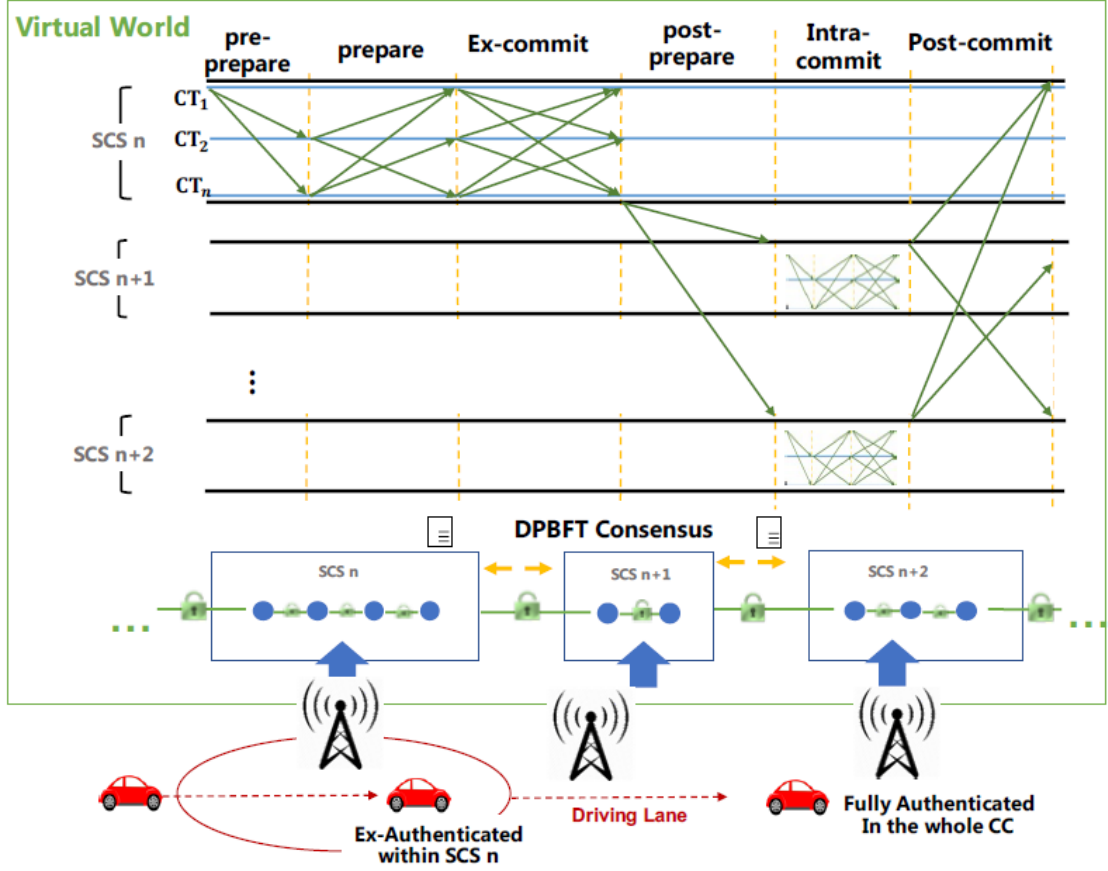 Virtual World
pre-
prepare
prepare
Ex-commit
post-
prepare
Intra-
commit
Post-commit
SCS n
CT1
CT2
CTn
SCS n+1
⋮
SCS n+2
DPBFT Consensus
SCS n
SCS n+1
SCS n+2
...
...
Driving Lane
Ex-Authenticated
within SCS n
Fully Authenticated
In the whole CC